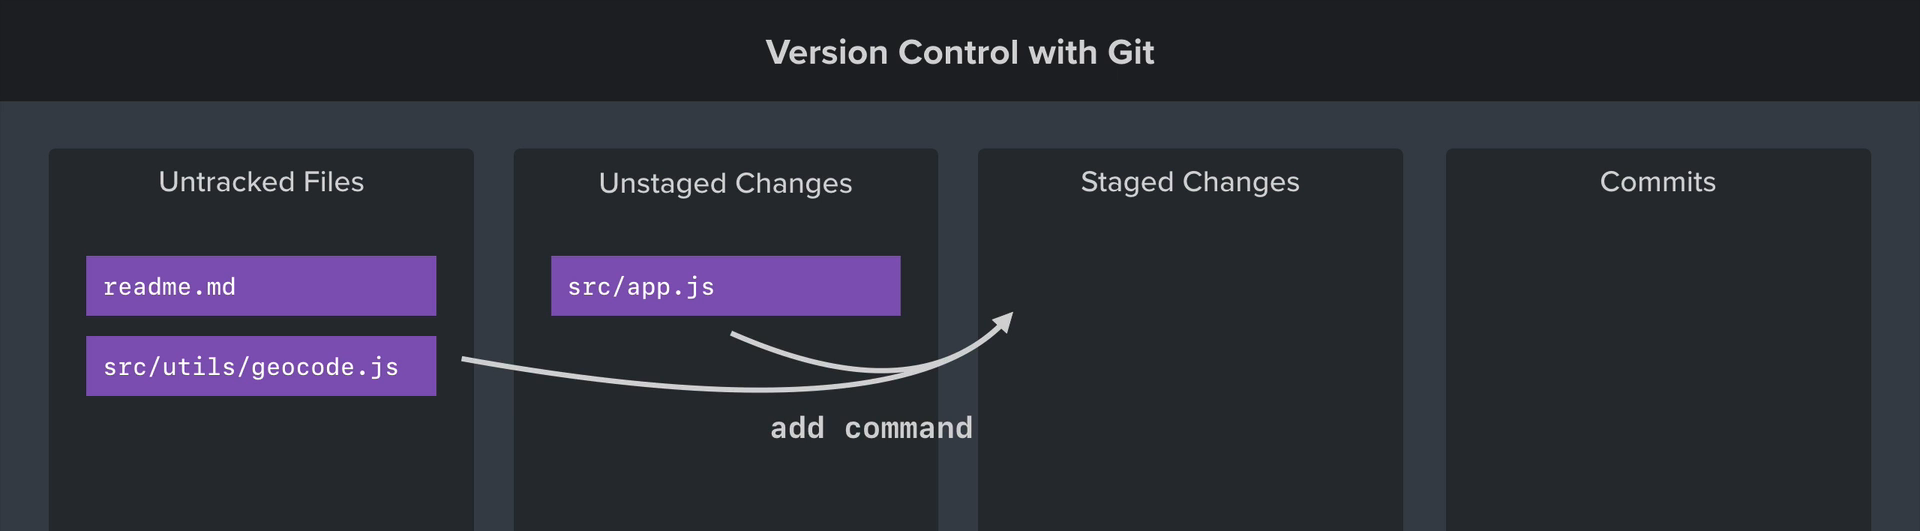 Version Control with Git
Untracked Files
Unstaged Changes
Staged Changes
Commits
readme.md
src/app.js
src/utils/geocode.js
add command